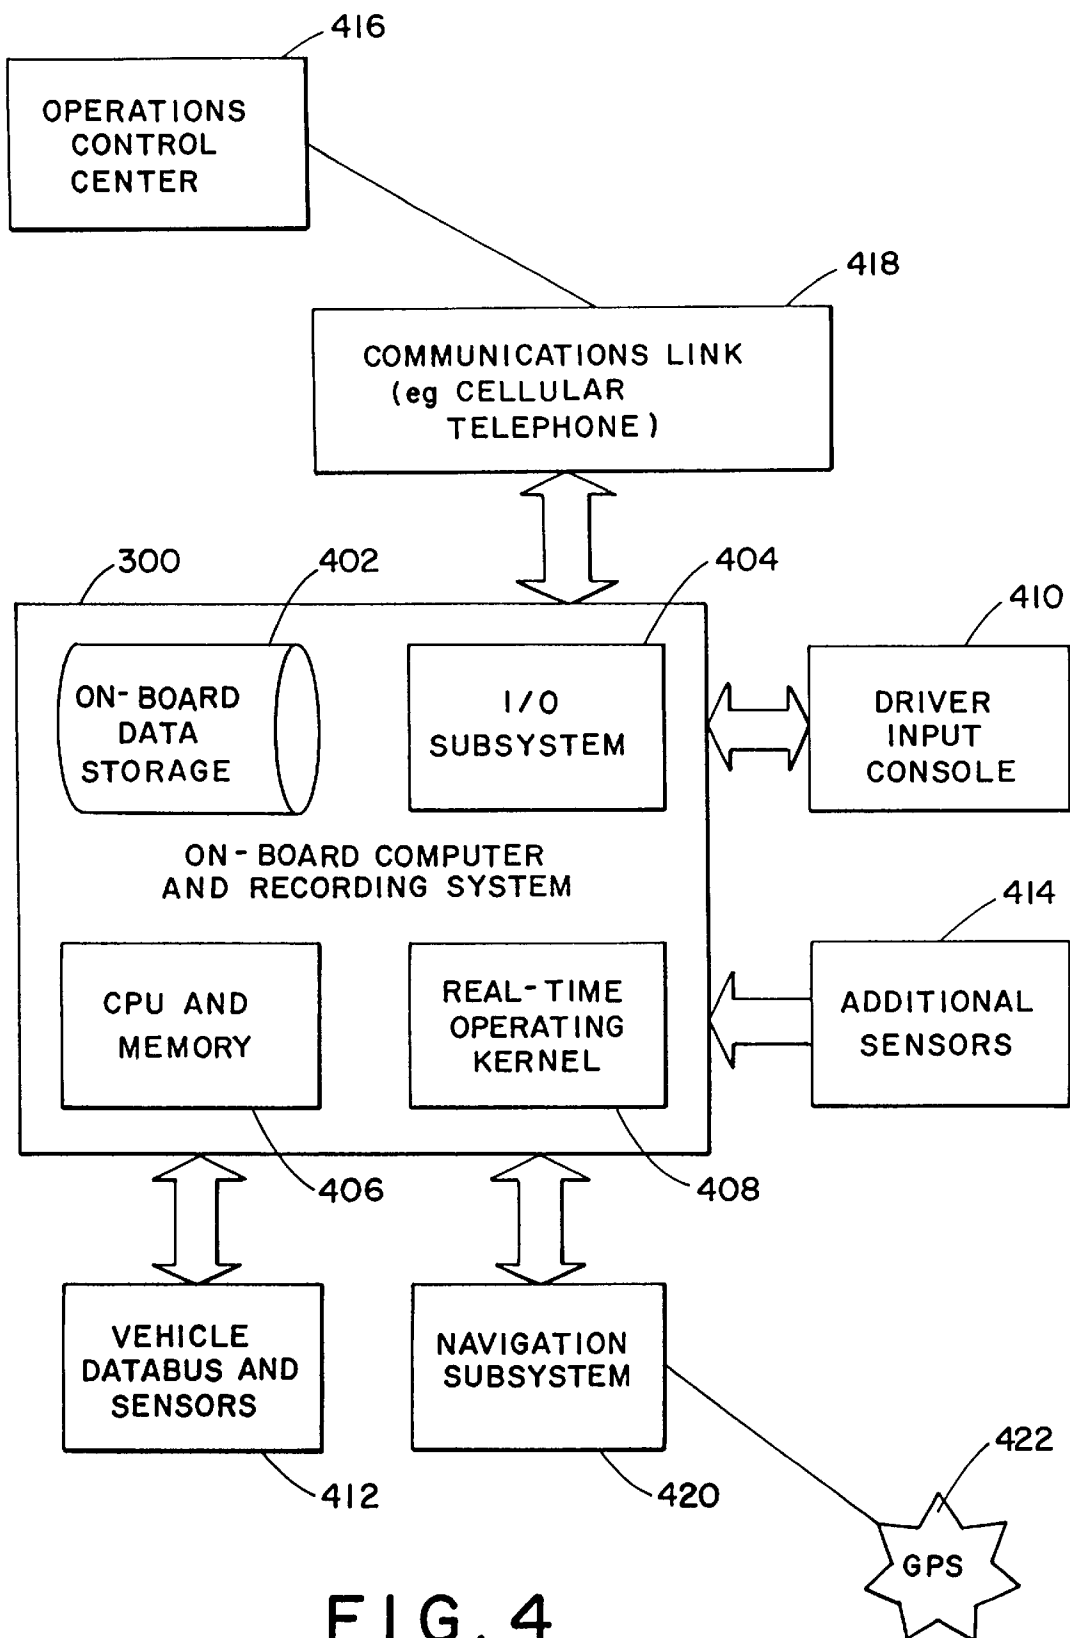 416
OPERATIONS
CONTROL
CENTER
418
COMMUNICATIONS LINK
(eg CELLULAR
TELEPHONE)
300
402
404
410
ON-BOARD
DATA
STORAGE
I/O
SUBSYSTEM
DRIVER
INPUT
CONSOLE
ON-BOARD COMPUTER
AND RECORDING SYSTEM
414
CPU AND
MEMORY
REAL-TIME
OPERATING
KERNEL
ADDITIONAL
SENSORS
406
408
VEHICLE
DATABUS AND
SENSORS
NAVIGATION
SUBSYSTEM
412
420
422
GPS
FIG. 4